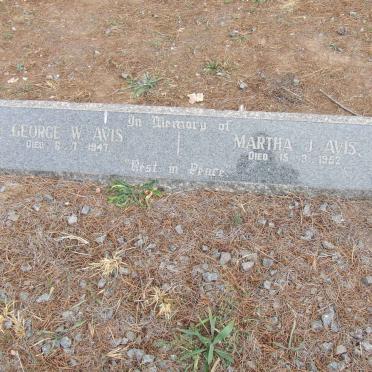 In Memory of
GEORGE W. AVIS
DIED 6. 7. 1947.
MARTHA J. AVIS.
DIED 15. 3. 1952.
"Rest in Peace"